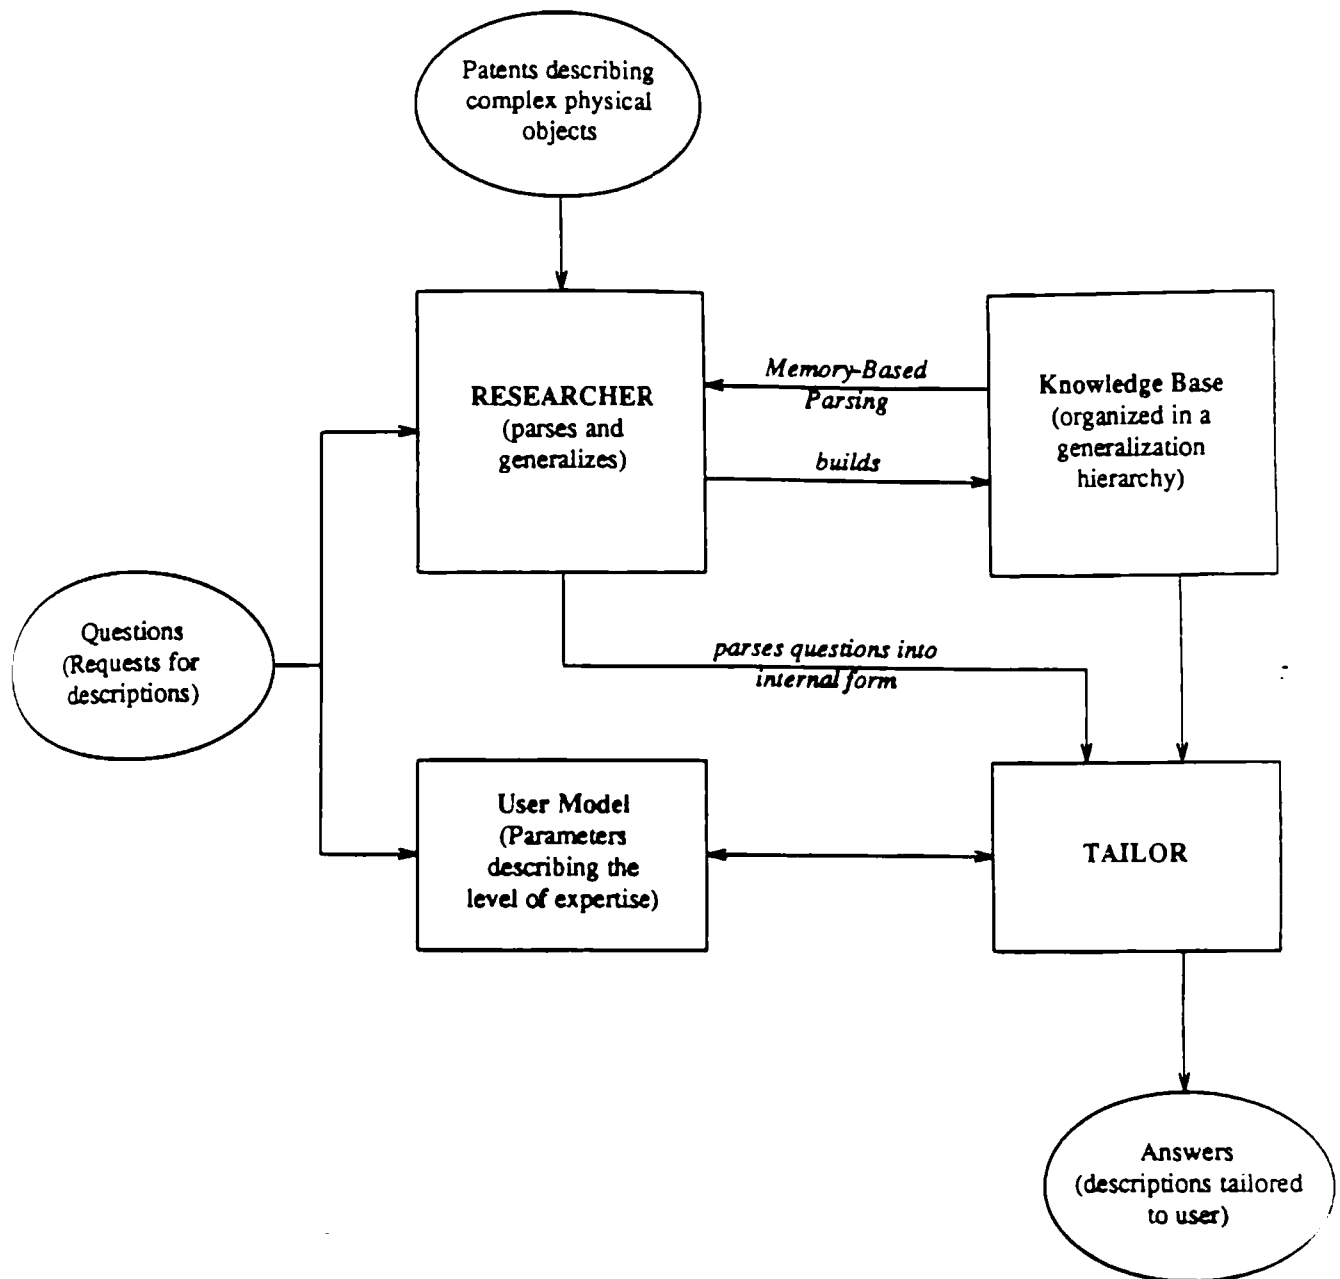 Patents describing
complex physical
objects
RESEARCHER
(parses and
generalizes)
Memory-Based
Parsing
builds
Knowledge Base
(organized in a
generalization
hierarchy)
Questions
(Requests for
descriptions)
parses questions into
internal form
User Model
(Parameters
describing the
level of expertise)
TAILOR
Answers
(descriptions tailored
to user)